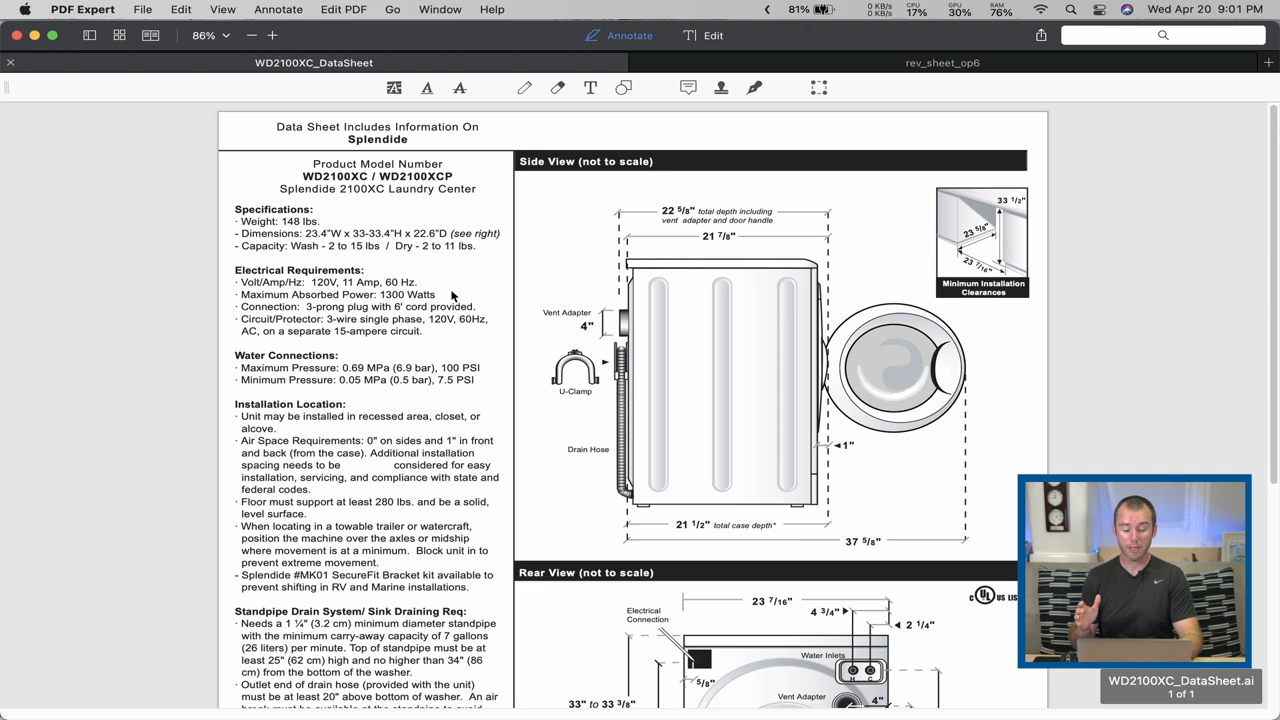 PDF Expert File Edit View Annotate Edit PDF Go Window Help
81% 0 KB/s 0 KB/s CPU 17% GPU 30% RAM 76% Wed Apr 20 9:01 PM
86% Annotate Edit
WD2100XC_DataSheet rev_sheet_op6
Data Sheet Includes Information On
Splendide
Product Model Number
WD2100XC / WD2100XCP
Splendide 2100XC Laundry Center
Specifications:
· Weight: 148 lbs.
- Dimensions: 23.4"W x 33-33.4"H x 22.6"D (see right)
- Capacity: Wash - 2 to 15 lbs / Dry - 2 to 11 lbs.
Electrical Requirements:
· Volt/Amp/Hz: 120V, 11 Amp, 60 Hz.
· Maximum Absorbed Power: 1300 Watts
· Connection: 3-prong plug with 6' cord provided.
· Circuit/Protector: 3-wire single phase, 120V, 60Hz,
AC, on a separate 15-ampere circuit.
Water Connections:
· Maximum Pressure: 0.69 MPa (6.9 bar), 100 PSI
· Minimum Pressure: 0.05 MPa (0.5 bar), 7.5 PSI
Installation Location:
· Unit may be installed in recessed area, closet, or
alcove.
· Air Space Requirements: 0" on sides and 1" in front
and back (from the case). Additional installation
spacing needs to be considered for easy
installation, servicing, and compliance with state and
federal codes.
· Floor must support at least 280 lbs. and be a solid,
level surface.
· When locating in a towable trailer or watercraft,
position the machine over the axles or midship
where movement is at a minimum. Block unit in to
prevent extreme movement.
- Splendide #MK01 SecureFit Bracket kit available to
prevent shifting in RV and Marine installations.
Standpipe Drain System/ Sink Draining Req:
· Needs a 1 ¼" (3.2 cm) minimum diameter standpipe
with the minimum carry-away capacity of 7 gallons
(26 liters) per minute. Top of standpipe must be at
least 25" (62 cm) high and no higher than 34" (86
cm) from the bottom of the washer.
· Outlet end of drain hose (provided with the unit)
must be at least 20" above bottom of washer. An air
Side View (not to scale)
22 5/8" total depth including
vent adapter and door handle
21 7/8"
33 1/2"
23 5/8"
23 7/16"
Minimum Installation
Clearances
Vent Adapter
4"
U-Clamp
Drain Hose
1"
21 1/2" total case depth*
37 5/8"
Rear View (not to scale)
C UL US LIS
23 7/16"
Electrical
Connection
4 3/4"
2 1/4"
Water Inlets
H C
5/8"
Vent Adapter
4"
33" to 33 3/8"
WD2100XC_DataSheet.ai
1 of 1